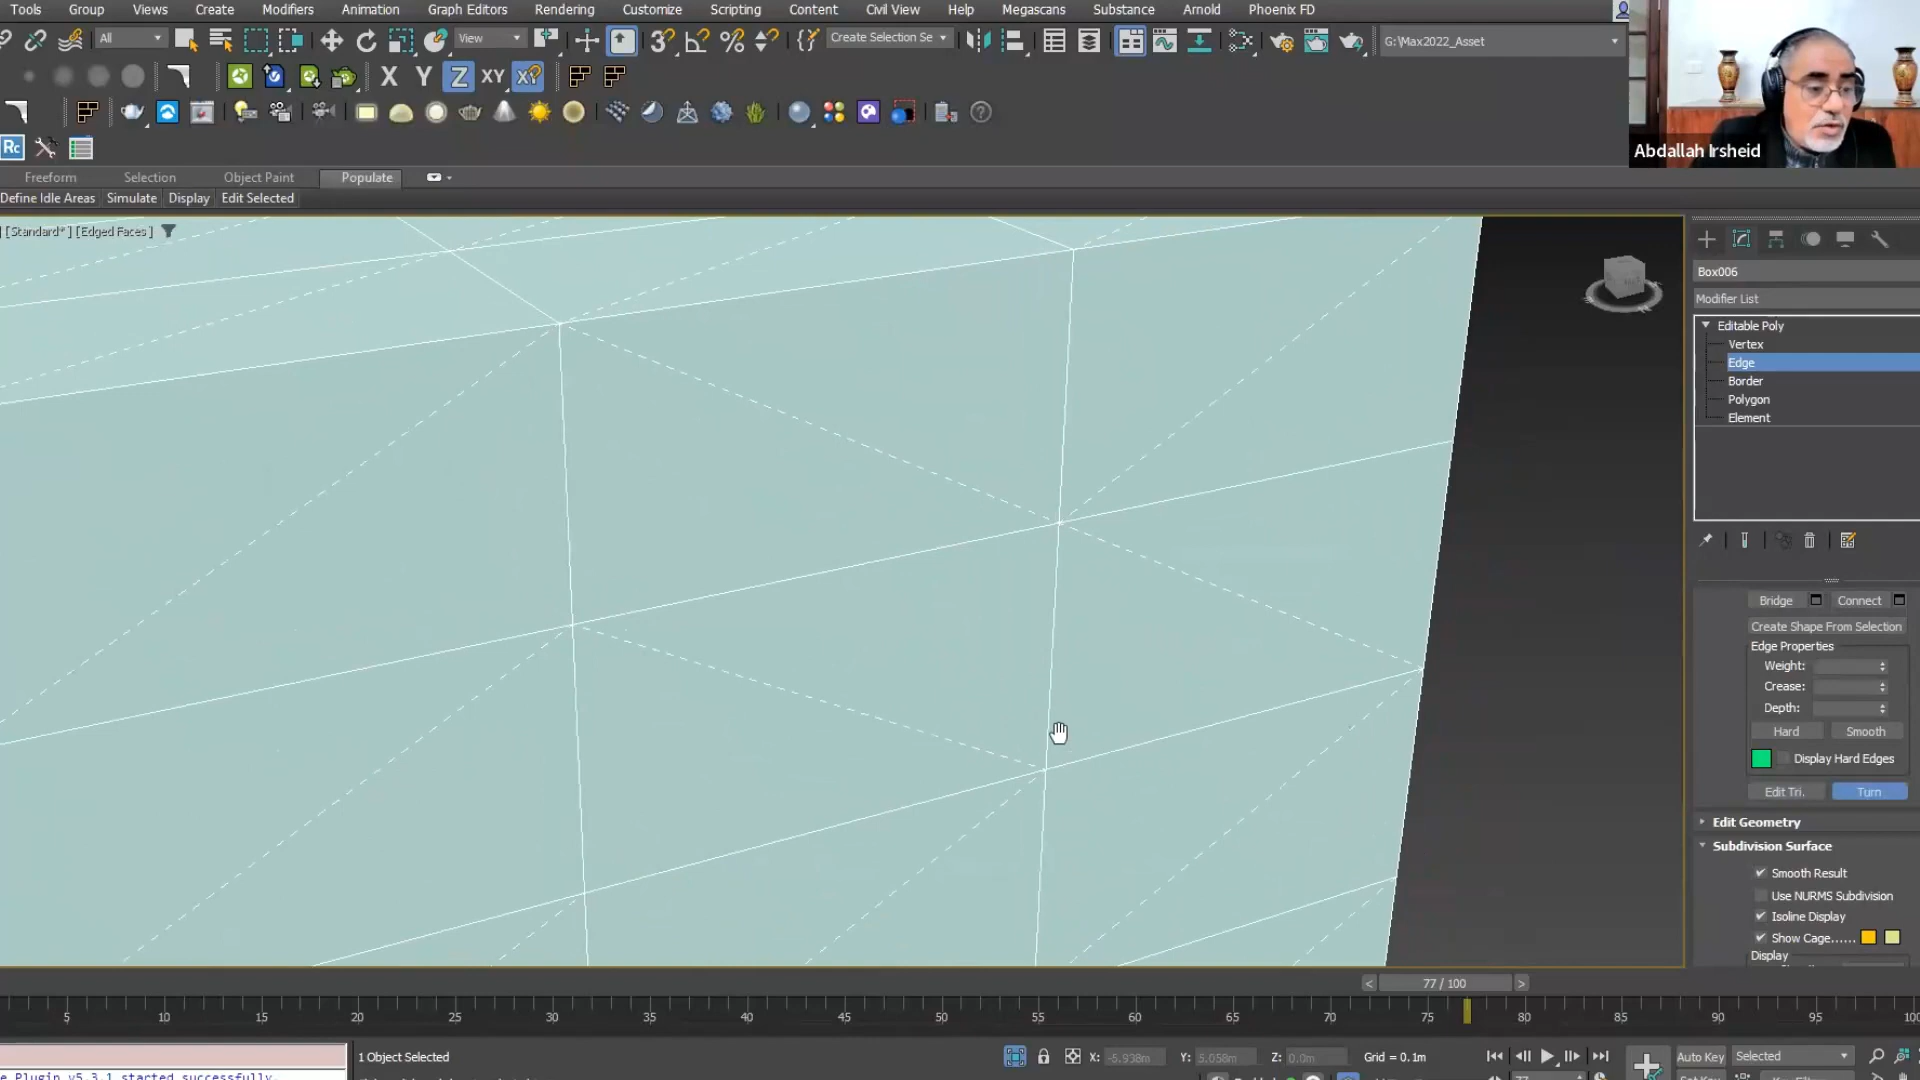 Tools Group Views Create Modifiers Animation Graph Editors Rendering Customize Scripting Content Civil View Help Megascans Substance Arnold Phoenix FD
All View Create Selection Se G:\Max2022_Asset
X Y Z XY XY
Rc
Abdallah Irsheid
Freeform Selection Object Paint Populate
Define Idle Areas Simulate Display Edit Selected
[Standard* ] [Edged Faces ]
Box006
Modifier List
Editable Poly
Vertex
Edge
Border
Polygon
Element
Bridge Connect
Create Shape From Selection
Edge Properties
Weight:
Crease:
Depth:
Hard Smooth
Display Hard Edges
Edit Tri. Turn
Edit Geometry
Subdivision Surface
Smooth Result
Use NURMS Subdivision
Isoline Display
Show Cage......
Display
< 77 / 100 >
5 10 15 20 25 30 35 40 45 50 55 60 65 70 75 80 85 90 95 100
1 Object Selected X: -5.938m Y: 5.058m Z: 0.0m Grid = 0.1m Auto Key Selected
e Plugin v5.3.1 started successfully.